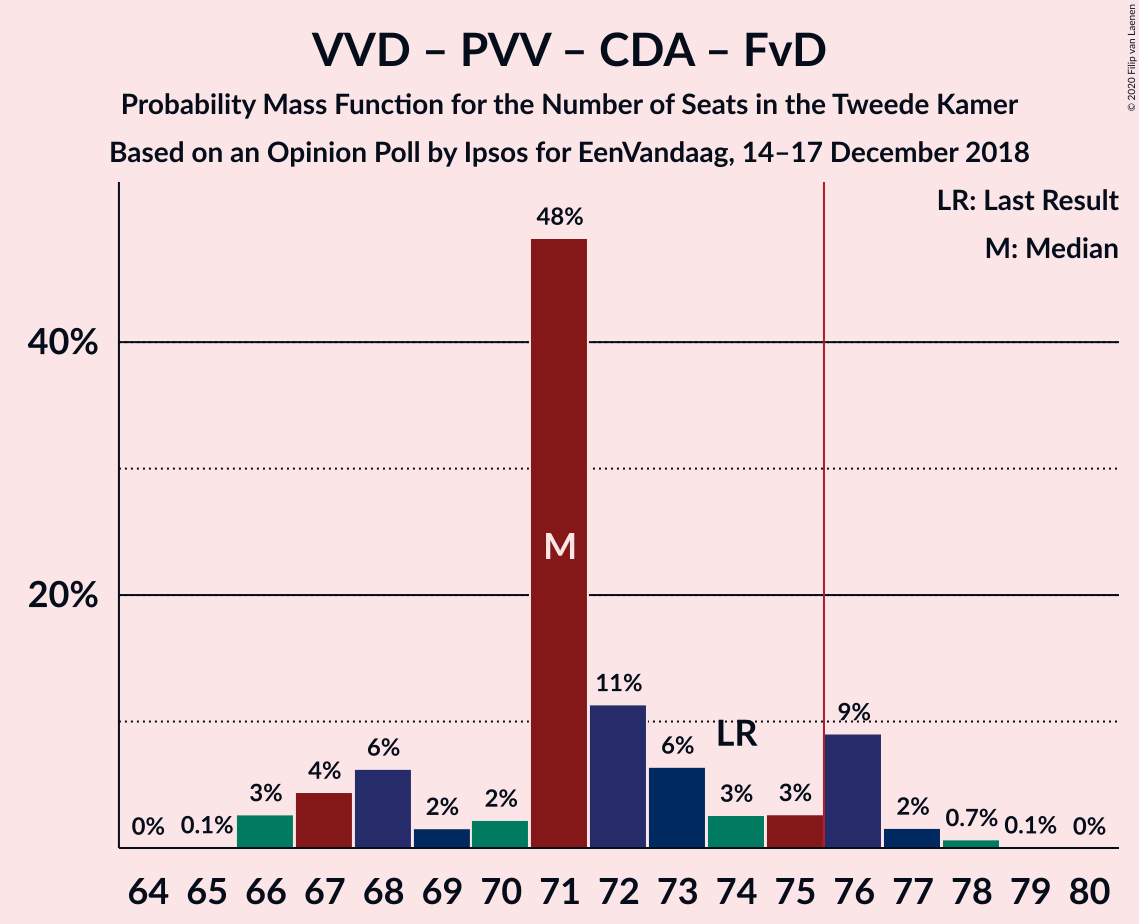 VVD – PVV – CDA – FvD
Probability Mass Function for the Number of Seats in the Tweede Kamer
Based on an Opinion Poll by Ipsos for EenVandaag, 14–17 December 2018
© 2020 Filip van Laenen
LR: Last Result
M: Median
40%
20%
0% 0.1% 3% 4% 6% 2% 2% 48% 11% 6% 3% 3% 9% 2% 0.7% 0.1% 0%
M
LR
64 65 66 67 68 69 70 71 72 73 74 75 76 77 78 79 80